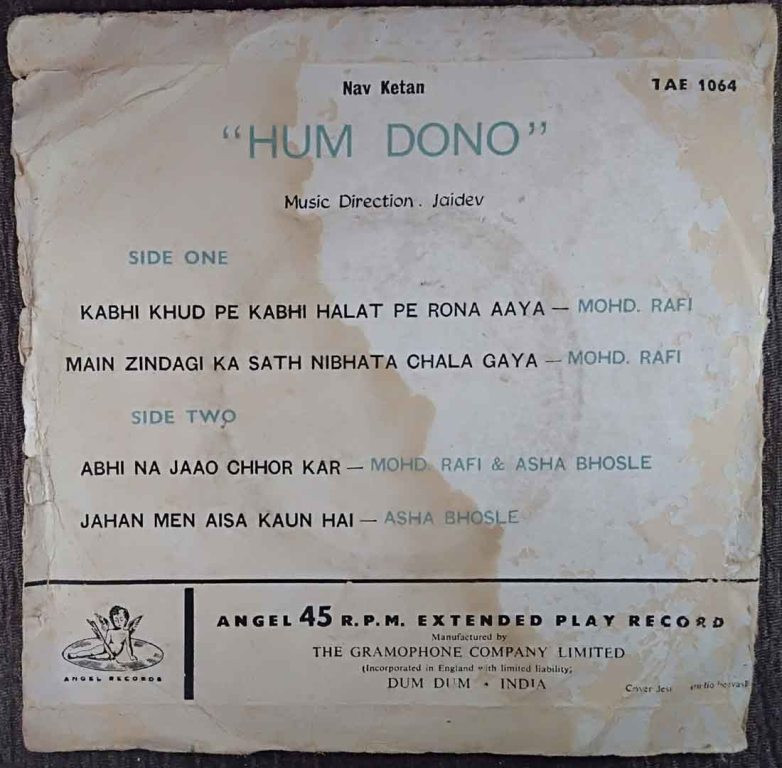 Nav Ketan
TAE 1064
"HUM DONO"
Music Direction. Jaidev
SIDE ONE
KABHI KHUD PE KABHI HALAT PE RONA AAYA — MOHD. RAFI
MAIN ZINDAGI KA SATH NIBHATA CHALA GAYA — MOHD. RAFI
SIDE TWO
ABHI NA JAAO CHHOR KAR — MOHD. RAFI & ASHA BHOSLE
JAHAN MEN AISA KAUN HAI — ASHA BHOSLE
ANGEL 45 R.P.M. EXTENDED PLAY RECORD
Manufactured by
THE GRAMOPHONE COMPANY LIMITED
(Incorporated in England with limited liability)
DUM DUM • INDIA
Cover
ANGEL RECORDS